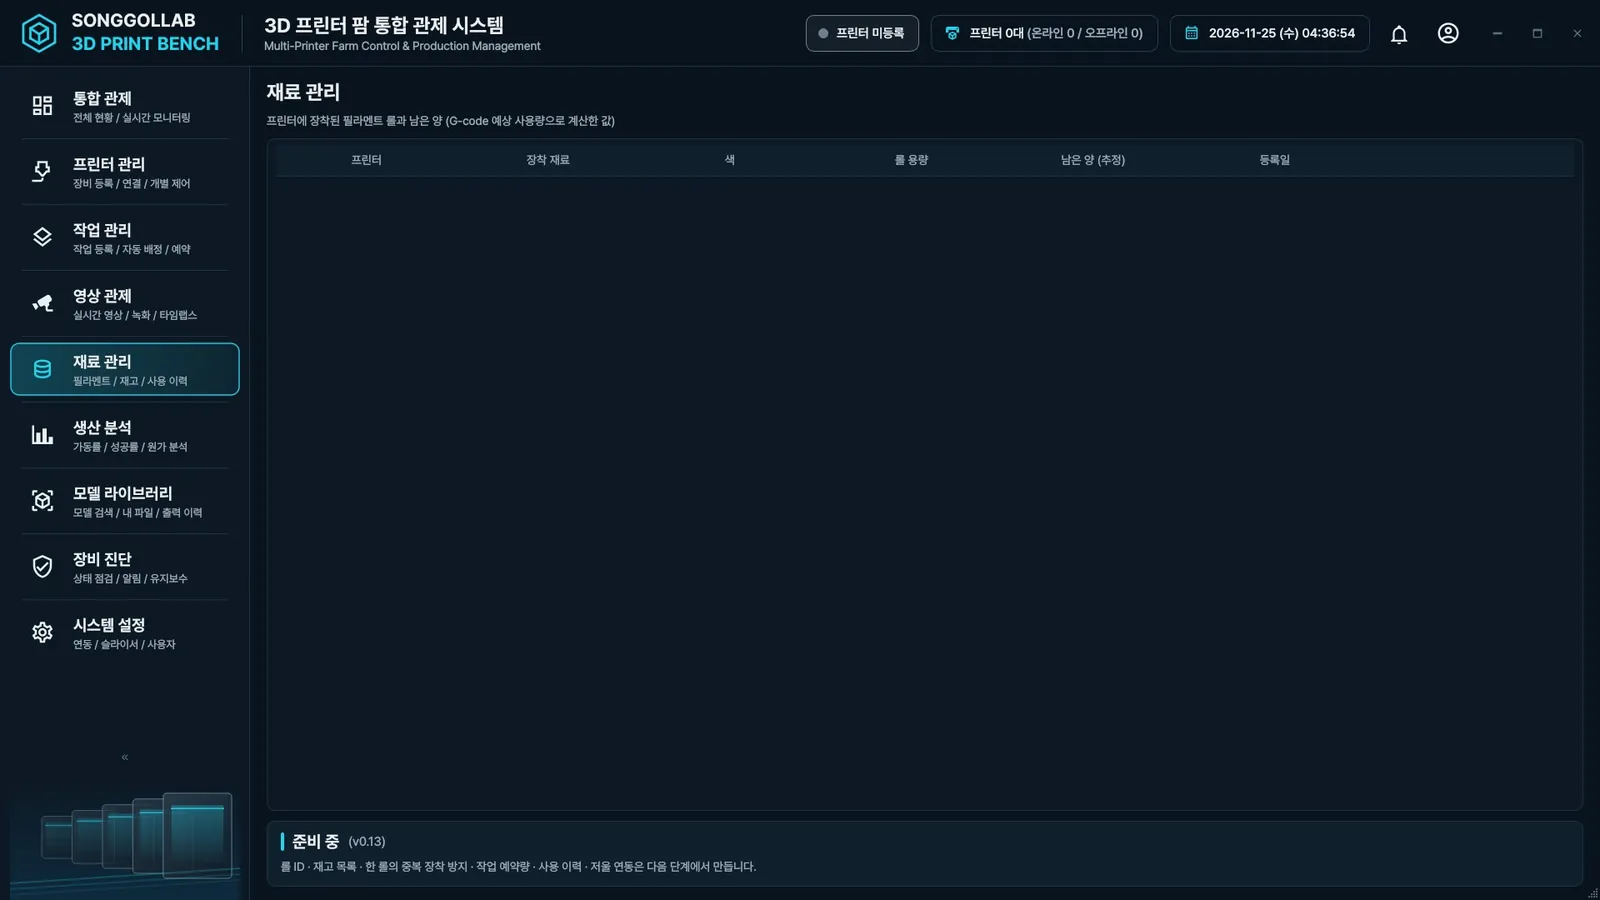 SONGGOLLAB
3D PRINT BENCH
3D 프린터 팜 통합 관제 시스템
Multi-Printer Farm Control & Production Management
프린터 미등록
프린터 0대 (온라인 0 / 오프라인 0)
2026-11-25 (수) 04:36:54
통합 관제
전체 현황 / 실시간 모니터링
프린터 관리
장비 등록 / 연결 / 개별 제어
작업 관리
작업 등록 / 자동 배정 / 예약
영상 관제
실시간 영상 / 녹화 / 타임랩스
재료 관리
필라멘트 / 재고 / 사용 이력
생산 분석
가동률 / 성공률 / 원가 분석
모델 라이브러리
모델 검색 / 내 파일 / 출력 이력
장비 진단
상태 점검 / 알림 / 유지보수
시스템 설정
연동 / 슬라이서 / 사용자
«
재료 관리
프린터에 장착된 필라멘트 롤과 남은 양 (G-code 예상 사용량으로 계산한 값)
프린터 장착 재료 색 롤 용량 남은 양 (추정) 등록일
준비 중 (v0.13)
롤 ID · 재고 목록 · 한 롤의 중복 장착 방지 · 작업 예약량 · 사용 이력 · 저울 연동은 다음 단계에서 만듭니다.